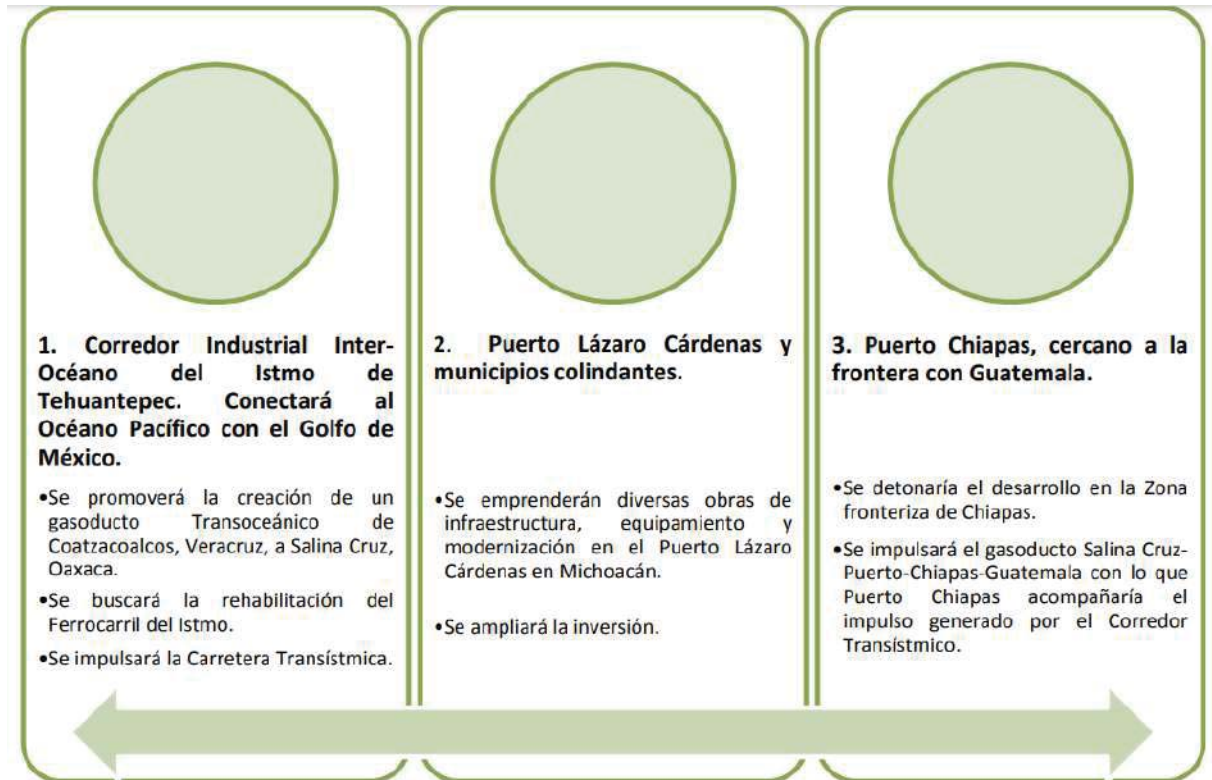 1. Corredor Industrial Inter-
Océano del Istmo de
Tehuantepec. Conectará al
Océano Pacífico con el Golfo de
México.
•Se promoverá la creación de un
gasoducto Transoceánico de
Coatzacoalcos, Veracruz, a Salina Cruz,
Oaxaca.
•Se buscará la rehabilitación del
Ferrocarril del Istmo.
•Se impulsará la Carretera Transístmica.
2. Puerto Lázaro Cárdenas y
municipios colindantes.
•Se emprenderán diversas obras de
infraestructura, equipamiento y
modernización en el Puerto Lázaro
Cárdenas en Michoacán.
•Se ampliará la inversión.
3. Puerto Chiapas, cercano a la
frontera con Guatemala.
•Se detonaría el desarrollo en la Zona
fronteriza de Chiapas.
•Se impulsará el gasoducto Salina Cruz-
Puerto-Chiapas-Guatemala con lo que
Puerto Chiapas acompañaría el
impulso generado por el Corredor
Transístmico.